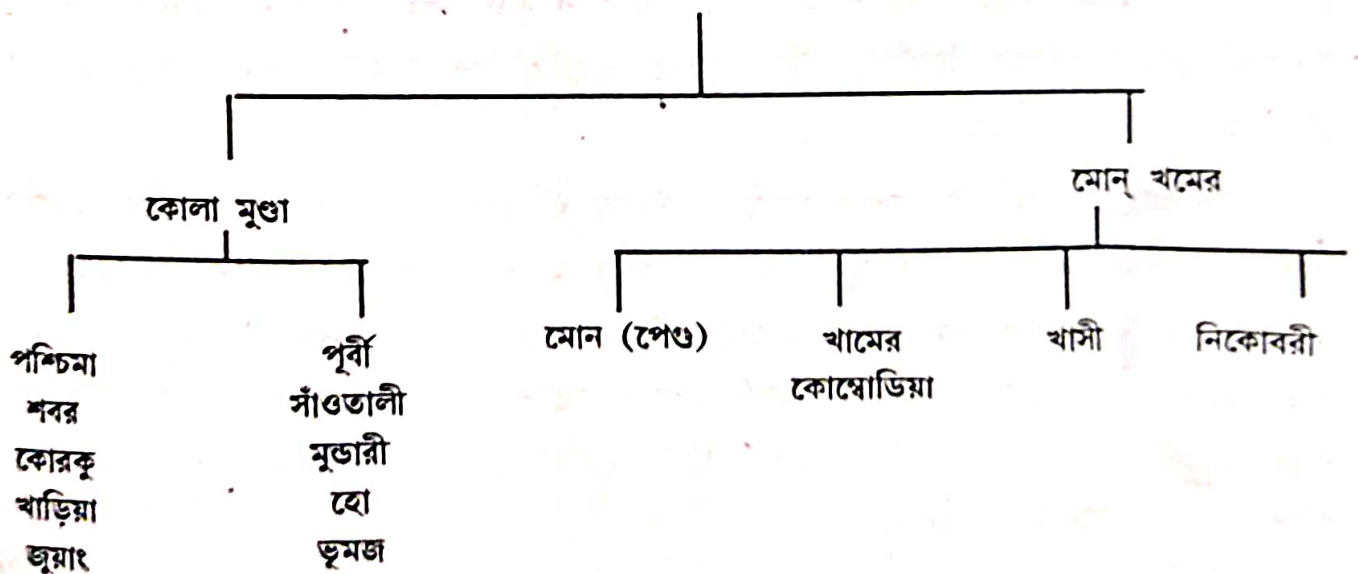 কোলা মুণ্ডা
মোন্ খমের
পশ্চিমা
শবর
কোরকু
খাড়িয়া
জুয়াং
পূর্বী
সাঁওতালী
মুন্ডারী
হো
ভূমজ
মোন (পেগু)
খামের
কোম্বোডিয়া
খাসী
নিকোবরী